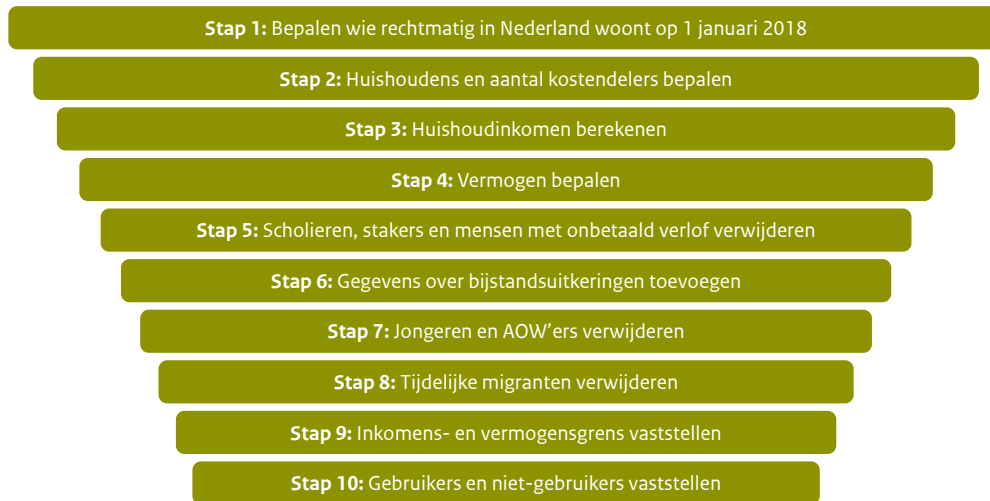 Stap 1: Bepalen wie rechtmatig in Nederland woont op 1 januari 2018
Stap 2: Huishoudens en aantal kostendelers bepalen
Stap 3: Huishoudinkomen berekenen
Stap 4: Vermogen bepalen
Stap 5: Scholieren, stakers en mensen met onbetaald verlof verwijderen
Stap 6: Gegevens over bijstandsuitkeringen toevoegen
Stap 7: Jongeren en AOW’ers verwijderen
Stap 8: Tijdelijke migranten verwijderen
Stap 9: Inkomens- en vermogensgrens vaststellen
Stap 10: Gebruikers en niet-gebruikers vaststellen